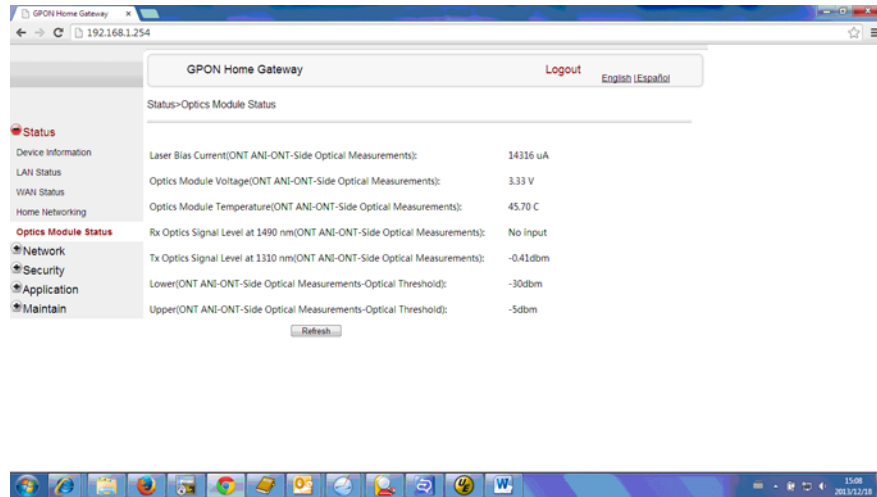 GPON Home Gateway
192.168.1.254
GPON Home Gateway
Logout
English |Español
Status>Optics Module Status
Status
Device Information
LAN Status
WAN Status
Home Networking
Optics Module Status
Network
Security
Application
Maintain
Laser Bias Current(ONT ANI-ONT-Side Optical Measurements): 14316 uA
Optics Module Voltage(ONT ANI-ONT-Side Optical Measurements): 3.33 V
Optics Module Temperature(ONT ANI-ONT-Side Optical Measurements): 45.70 C
Rx Optics Signal Level at 1490 nm(ONT ANI-ONT-Side Optical Measurements): No input
Tx Optics Signal Level at 1310 nm(ONT ANI-ONT-Side Optical Measurements): -0.41dbm
Lower(ONT ANI-ONT-Side Optical Measurements-Optical Threshold): -30dbm
Upper(ONT ANI-ONT-Side Optical Measurements-Optical Threshold): -5dbm
Refresh
15:08
2013/12/18